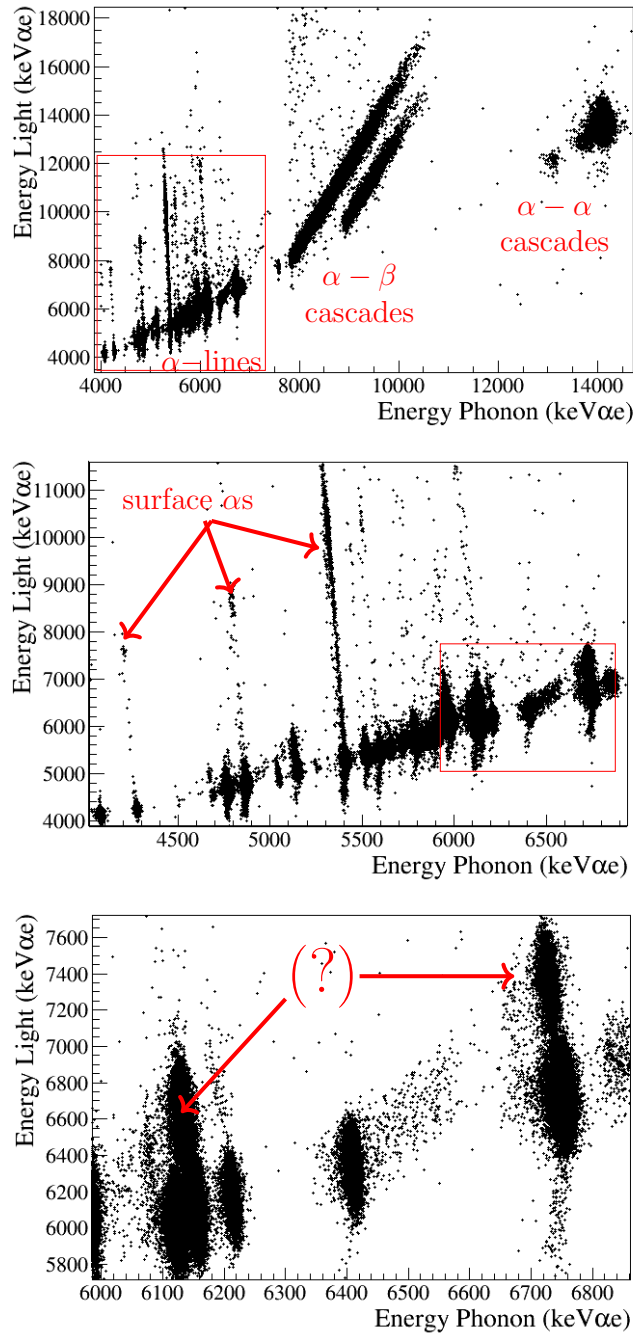 Energy Light (keVαe)
18000
16000
14000
12000
10000
8000
6000
4000
α − α
cascades
α − β
cascades
α−lines
4000 6000 8000 10000 12000 14000
Energy Phonon (keVαe)
Energy Light (keVαe)
11000
10000
9000
8000
7000
6000
5000
4000
surface αs
4500 5000 5500 6000 6500
Energy Phonon (keVαe)
Energy Light (keVαe)
7600
7400
7200
7000
6800
6600
6400
6200
6000
5800
(?)
6000 6100 6200 6300 6400 6500 6600 6700 6800
Energy Phonon (keVαe)